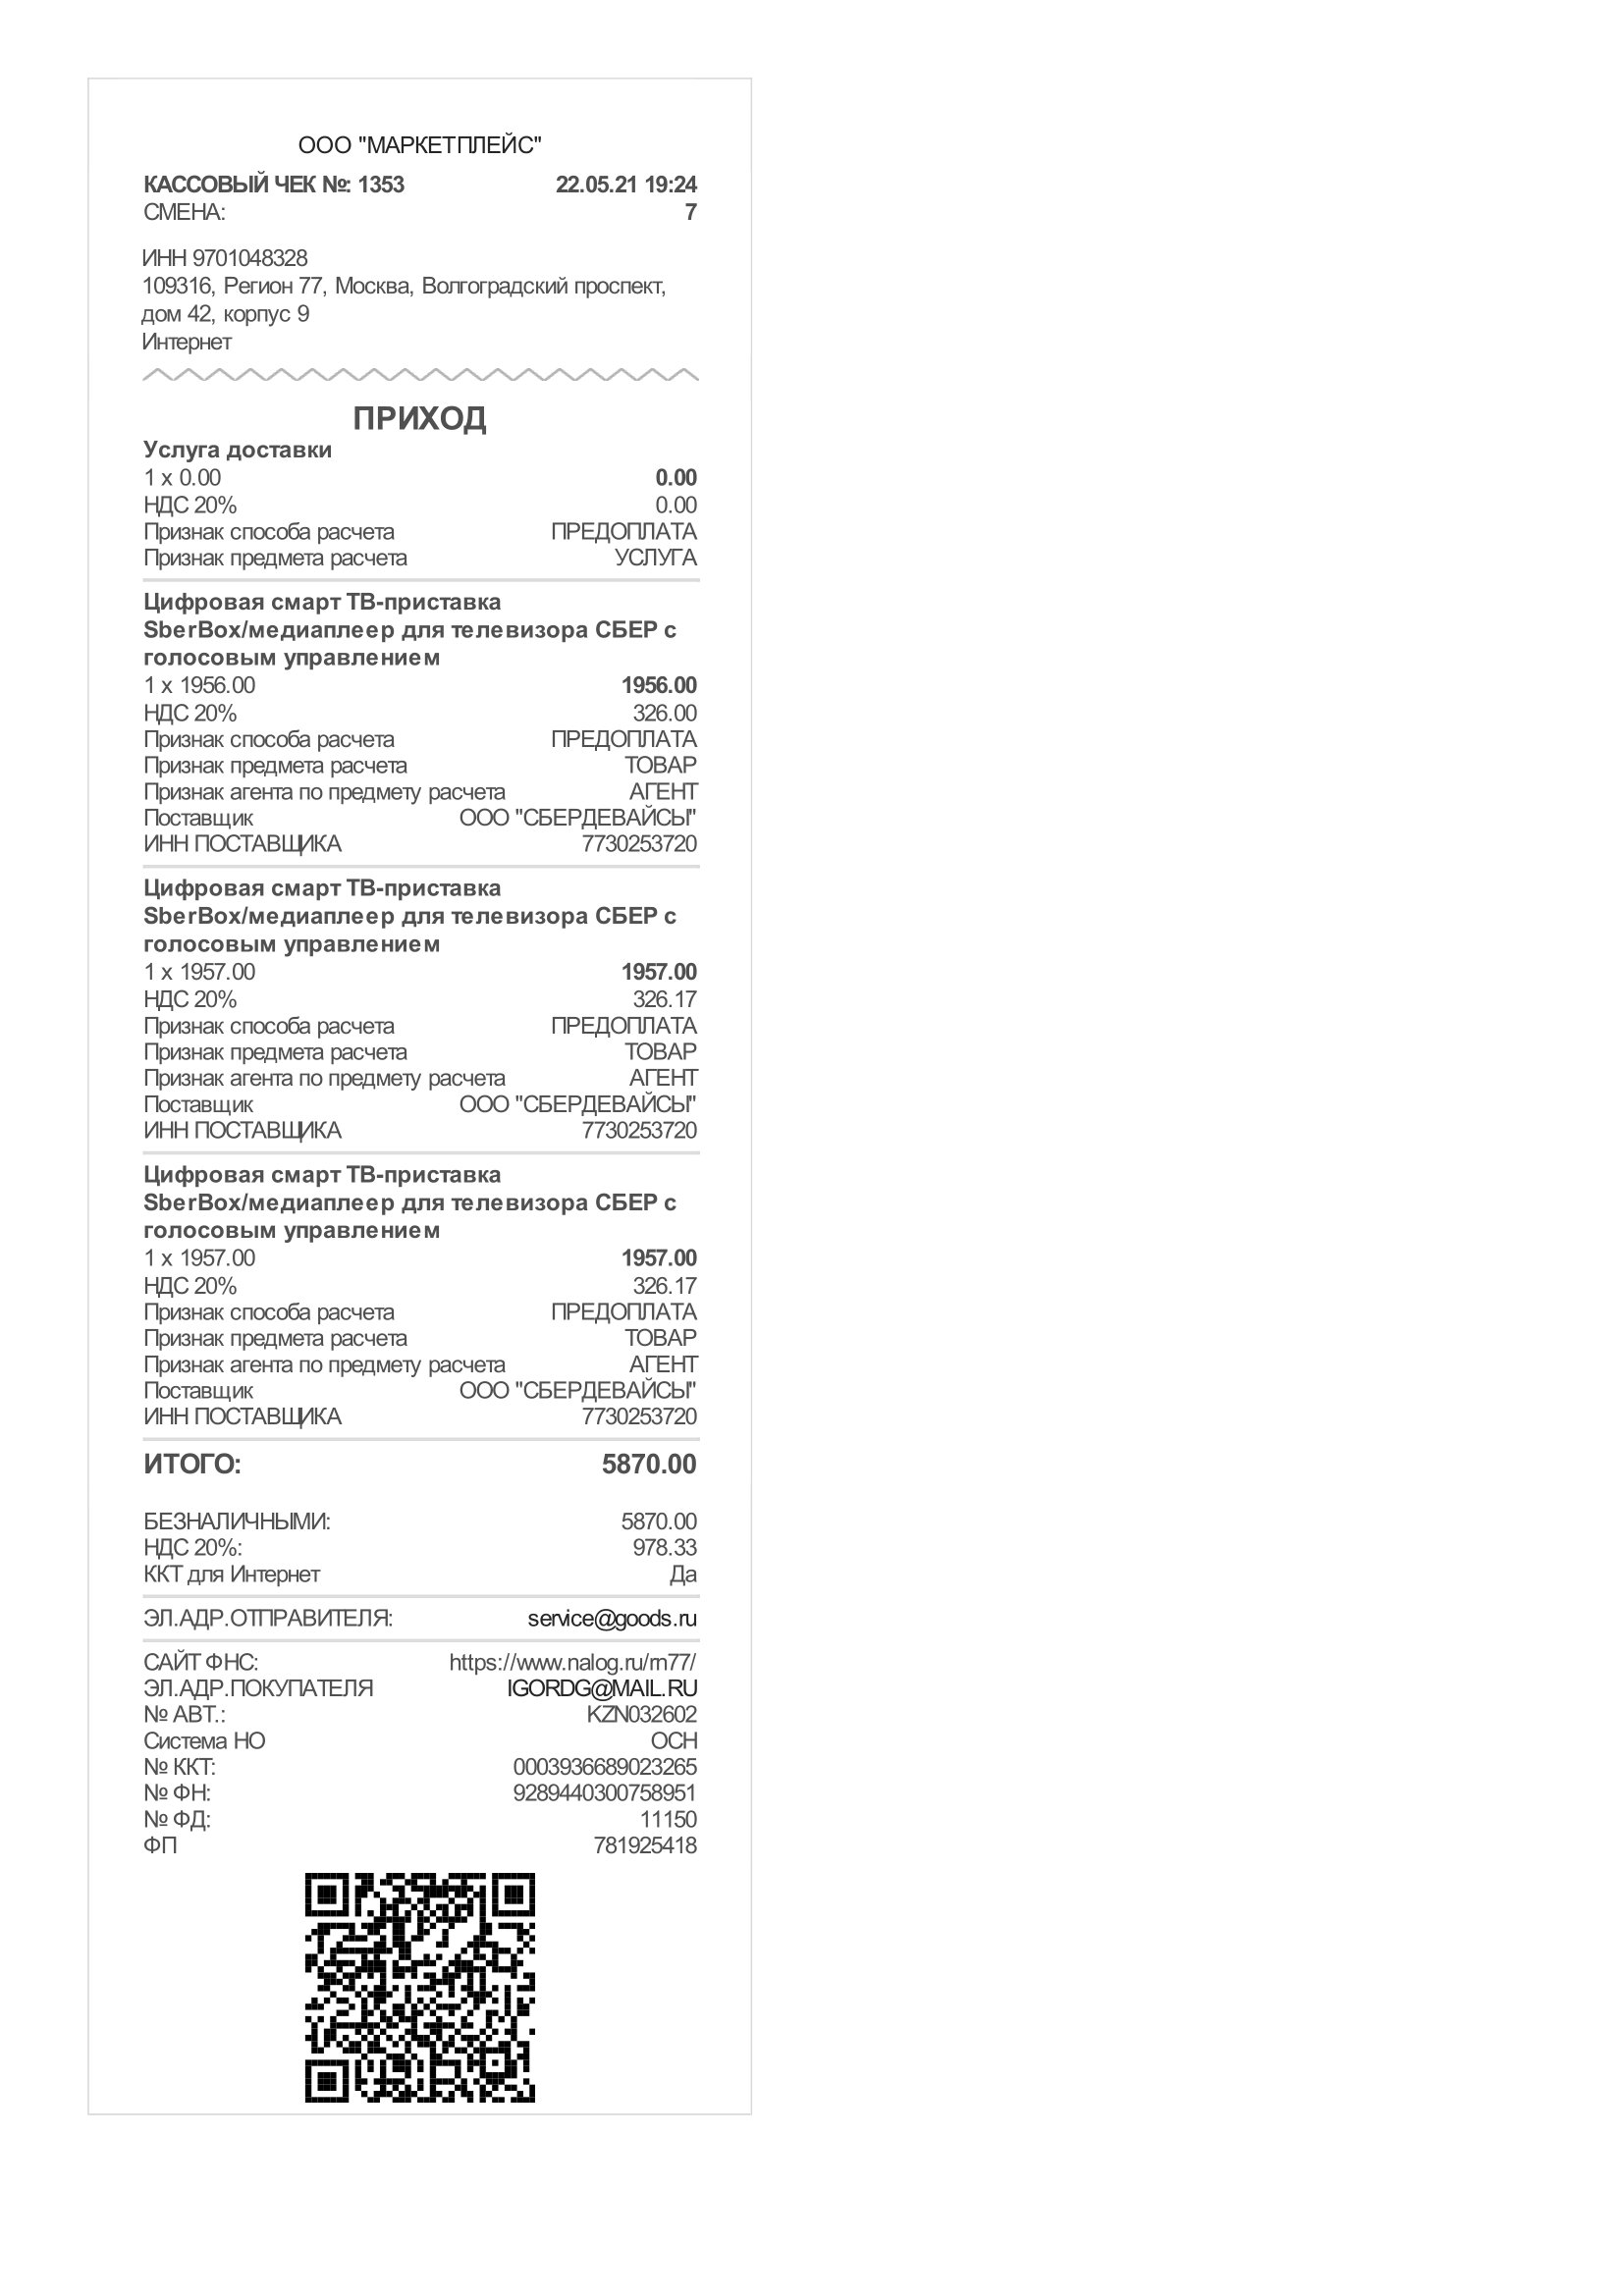 ООО "МАРКЕТПЛЕЙС"
КАССОВЫЙ ЧЕК №: 1353 22.05.21 19:24
СМЕНА: 7
ИНН 9701048328
109316, Регион 77, Москва, Волгоградский проспект,
дом 42, корпус 9
Интернет
ПРИХОД
Услуга доставки
1 x 0.00 0.00
НДС 20% 0.00
Признак способа расчета ПРЕДОПЛАТА
Признак предмета расчета УСЛУГА
Цифровая смарт ТВ-приставка
SberBox/медиаплеер для телевизора СБЕР с
голосовым управлением
1 x 1956.00 1956.00
НДС 20% 326.00
Признак способа расчета ПРЕДОПЛАТА
Признак предмета расчета ТОВАР
Признак агента по предмету расчета АГЕНТ
Поставщик ООО "СБЕРДЕВАЙСЫ"
ИНН ПОСТАВЩИКА 7730253720
Цифровая смарт ТВ-приставка
SberBox/медиаплеер для телевизора СБЕР с
голосовым управлением
1 x 1957.00 1957.00
НДС 20% 326.17
Признак способа расчета ПРЕДОПЛАТА
Признак предмета расчета ТОВАР
Признак агента по предмету расчета АГЕНТ
Поставщик ООО "СБЕРДЕВАЙСЫ"
ИНН ПОСТАВЩИКА 7730253720
Цифровая смарт ТВ-приставка
SberBox/медиаплеер для телевизора СБЕР с
голосовым управлением
1 x 1957.00 1957.00
НДС 20% 326.17
Признак способа расчета ПРЕДОПЛАТА
Признак предмета расчета ТОВАР
Признак агента по предмету расчета АГЕНТ
Поставщик ООО "СБЕРДЕВАЙСЫ"
ИНН ПОСТАВЩИКА 7730253720
ИТОГО: 5870.00
БЕЗНАЛИЧНЫМИ: 5870.00
НДС 20%: 978.33
ККТ для Интернет Да
ЭЛ.АДР.ОТПРАВИТЕЛЯ: service@goods.ru
САЙТ ФНС: https://www.nalog.ru/rn77/
ЭЛ.АДР.ПОКУПАТЕЛЯ IGORDG@MAIL.RU
№ АВТ.: KZN032602
Система НО ОСН
№ ККТ: 0003936689023265
№ ФН: 9289440300758951
№ ФД: 11150
ФП 781925418